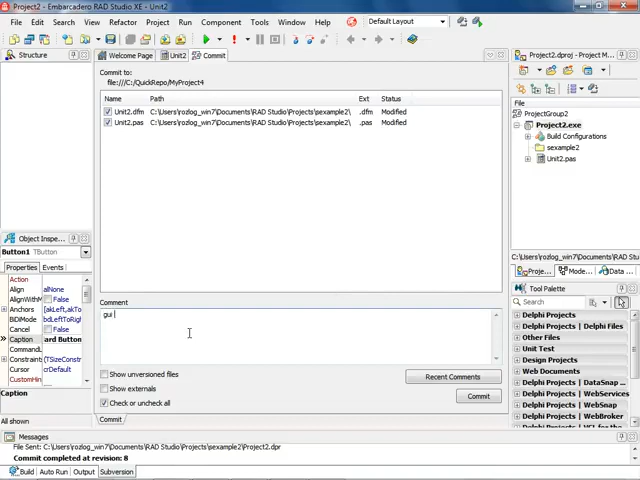 Project2 - Embarcadero RAD Studio XE - Unit2
File Edit Search View Refactor Project Run Component Tools Window Help Default Layout
Structure
Welcome Page Unit2 Commit
Commit to:
file:///C:/QuickRepo/MyProject4
Name Path Ext Status
Unit2.dfm C:\Users\rozlog_win7\Documents\RAD Studio\Projects\sexample2\ .dfm Modified
Unit2.pas C:\Users\rozlog_win7\Documents\RAD Studio\Projects\sexample2\ .pas Modified
Comment
gui
Show unversioned files
Show externals
Check or uncheck all
Recent Comments
Commit
Commit
Object Inspe...
Button1 TButton
Properties Events
Action
Align alNone
AlignWithM False
Anchors [akLeft,akTo
BiDiMode bdLeftToRigh
Cancel False
Caption ard Button
CommandL
Constraints (TSizeConstr
Cursor crDefault
CustomHin
Caption
All shown
Project2.dproj - Project M...
File
ProjectGroup2
Project2.exe
Build Configurations
sexample2
Unit2.pas
C:\Users\rozlog_win7\Documents\RAD Stu
Proje... Mode... Data ...
Tool Palette
Search
Delphi Projects
Delphi Projects | Delphi Files
Other Files
Unit Test
Design Projects
Web Documents
Delphi Projects | DataSnap ...
Delphi Projects | WebServices
Delphi Projects | WebSnap
Delphi Projects | WebBroker
Messages
File Sent: C:\Users\rozlog_win7\Documents\RAD Studio\Projects\sexample2\Project2.dpr
Commit completed at revision: 8
Build Auto Run Output Subversion